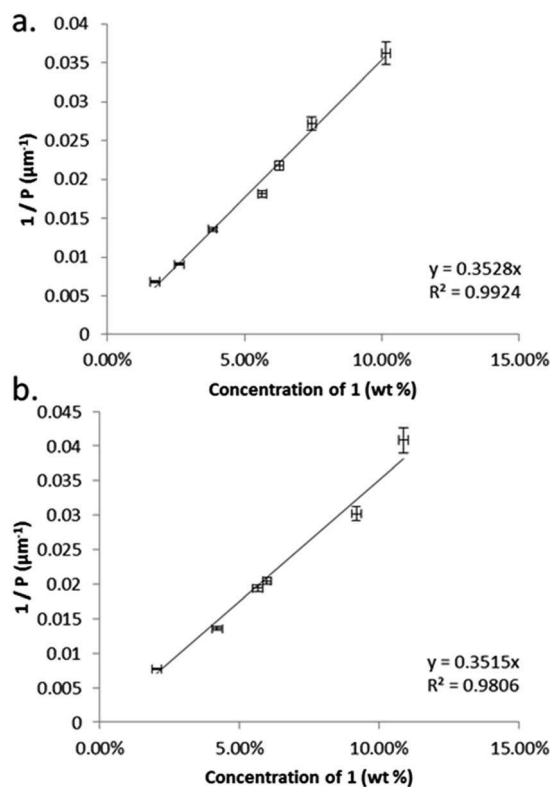 a.
0.04
0.035
0.03
0.025
0.02
0.015
0.01
0.005
0
1 / P (µm⁻¹)
y = 0.3528x
R² = 0.9924
0.00% 5.00% 10.00% 15.00%
Concentration of 1 (wt %)
b.
0.045
0.04
0.035
0.03
0.025
0.02
0.015
0.01
0.005
0
1 / P (µm⁻¹)
y = 0.3515x
R² = 0.9806
0.00% 5.00% 10.00% 15.00%
Concentration of 1 (wt %)